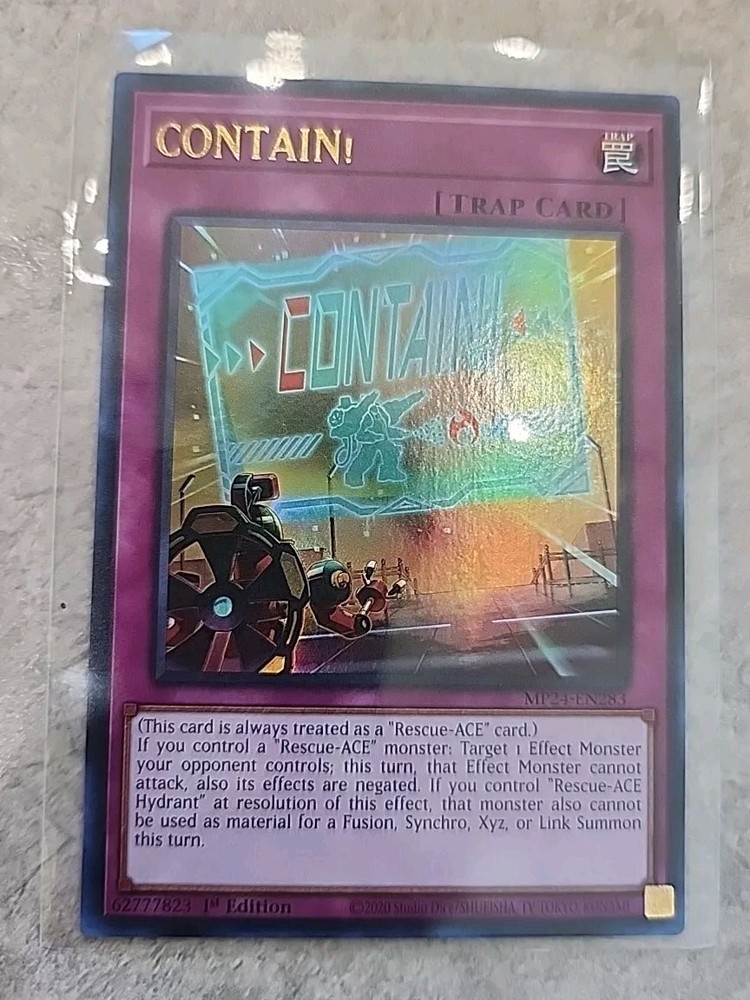 CONTAIN!
TRAP
罠
[TRAP CARD]
CONTAIN!
MP24-EN283
(This card is always treated as a "Rescue-ACE" card.)
If you control a "Rescue-ACE" monster: Target 1 Effect Monster
your opponent controls; this turn, that Effect Monster cannot
attack, also its effects are negated. If you control "Rescue-ACE
Hydrant" at resolution of this effect, that monster also cannot
be used as material for a Fusion, Synchro, Xyz, or Link Summon
this turn.
62777823 1st Edition ©2020 Studio Dice/SHUEISHA, TV TOKYO, KONAMI